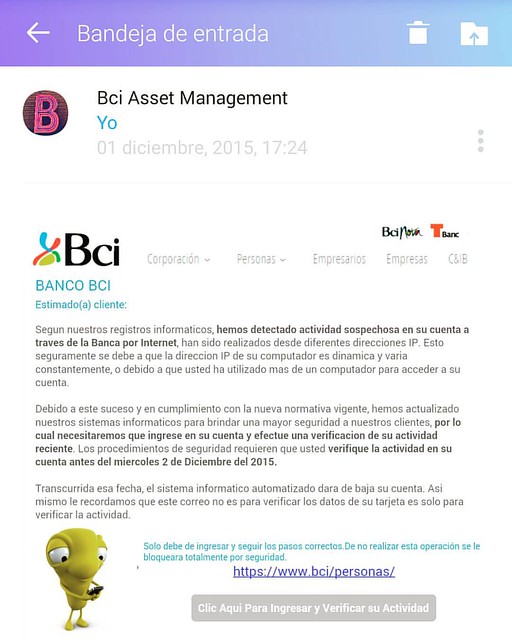 Bandeja de entrada
B
Bci Asset Management
Yo
01 diciembre, 2015, 17:24
Bci Nova TBanc
Bci
Corporación Personas Empresarios Empresas C&IB
BANCO BCI
Estimado(a) cliente:
Segun nuestros registros informaticos, hemos detectado actividad sospechosa en su cuenta a
traves de la Banca por Internet, han sido realizados desde diferentes direcciones IP. Esto
seguramente se debe a que la direccion IP de su computador es dinamica y varia
constantemente, o debido a que usted ha utilizado mas de un computador para acceder a su
cuenta.
Debido a este suceso y en cumplimiento con la nueva normativa vigente, hemos actualizado
nuestros sistemas informaticos para brindar una mayor seguridad a nuestros clientes, por lo
cual necesitaremos que ingrese en su cuenta y efectue una verificacion de su actividad
reciente. Los procedimientos de seguridad requieren que usted verifique la actividad en su
cuenta antes del miercoles 2 de Diciembre del 2015.
Transcurrida esa fecha, el sistema informatico automatizado dara de baja su cuenta. Asi
mismo le recordamos que este correo no es para verificar los datos de su tarjeta es solo para
verificar la actividad.
Solo debe de ingresar y seguir los pasos correctos.De no realizar esta operación se le
bloqueara totalmente por seguridad.
https://www.bci/personas/
Clic Aqui Para Ingresar y Verificar su Actividad